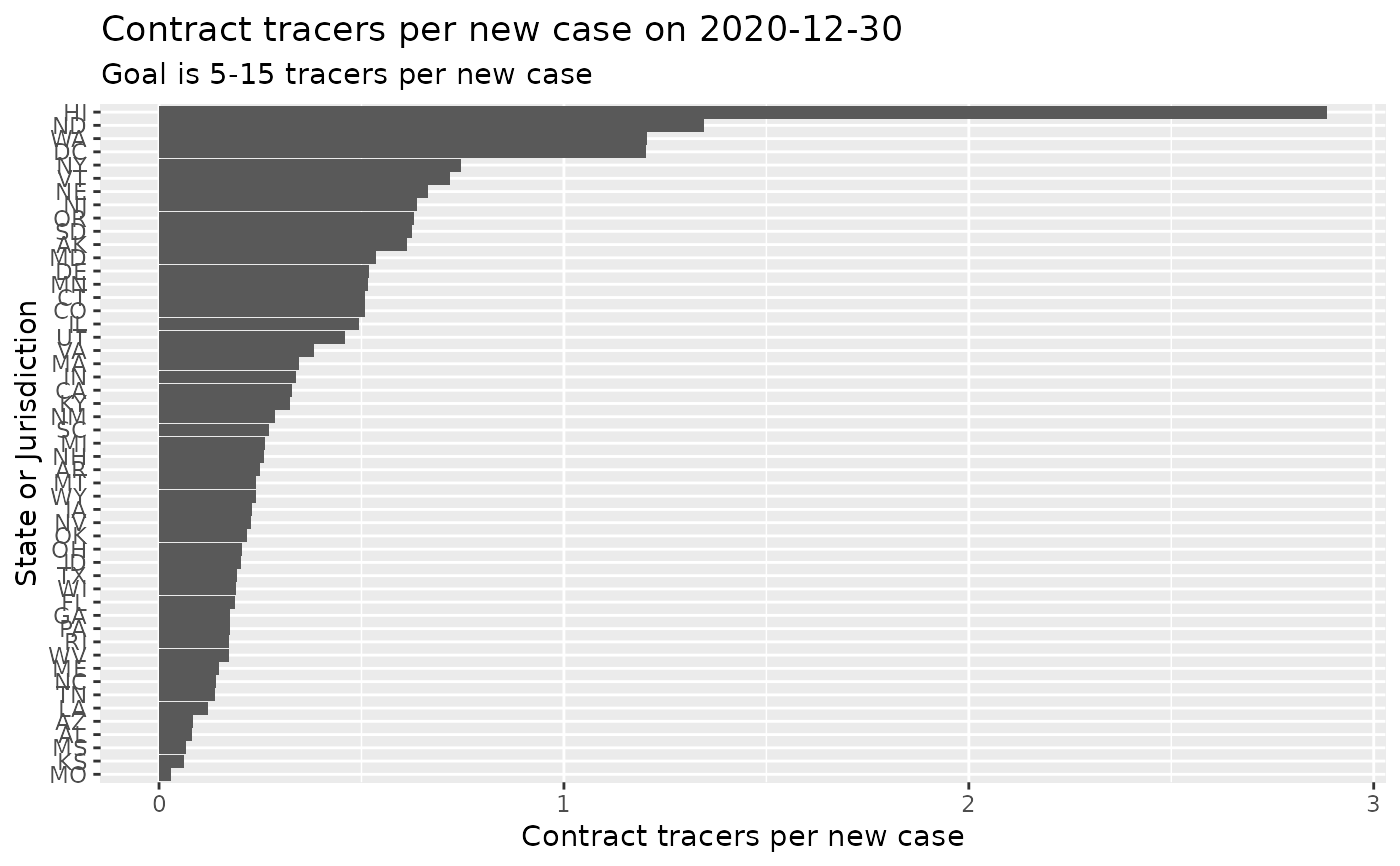 Contract tracers per new case on 2020-12-30
Goal is 5-15 tracers per new case
State or Jurisdiction
HI
ND
WA
DC
NY
VT
NE
NJ
OR
SD
AK
MD
DE
MN
CT
CO
IL
UT
VA
MA
IN
CA
KY
NM
SC
MI
NH
AR
MT
WY
IA
NV
OK
OH
ID
TX
WI
FL
GA
PA
RI
WV
ME
NC
TN
LA
AZ
AL
MS
KS
MO
0 1 2 3
Contract tracers per new case